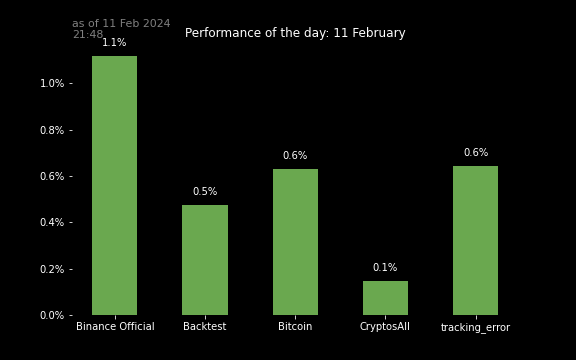 as of 11 Feb 2024
21:48
Performance of the day: 11 February
1.1%
0.5%
0.6%
0.1%
0.6%
1.0%
0.8%
0.6%
0.4%
0.2%
0.0%
Binance Official
Backtest
Bitcoin
CryptosAll
tracking_error